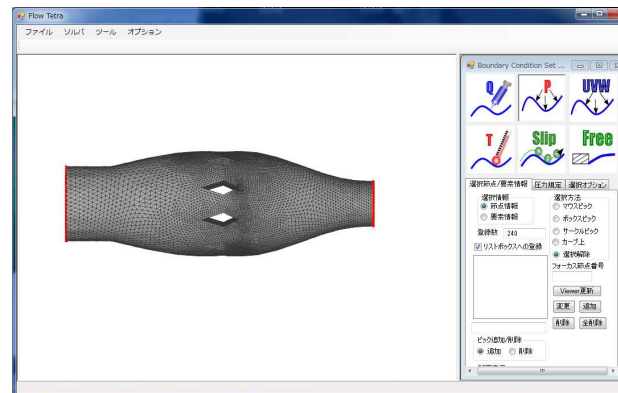 Flow Tetra
ファイル ソルバ ツール オプション
Boundary Condition Set ...
Q P UVW
T Slip Free
選択節点/要素情報 圧力規定 選択オプション
選択情報
節点情報
要素情報
登録数 240
リストボックスへの登録
ピック追加/削除
追加 削除
選択方法
マウスピック
ボックスピック
サークルピック
カーブ上
選択解除
フォーカス節点番号
Viewer更新
変更 追加
削除 全削除